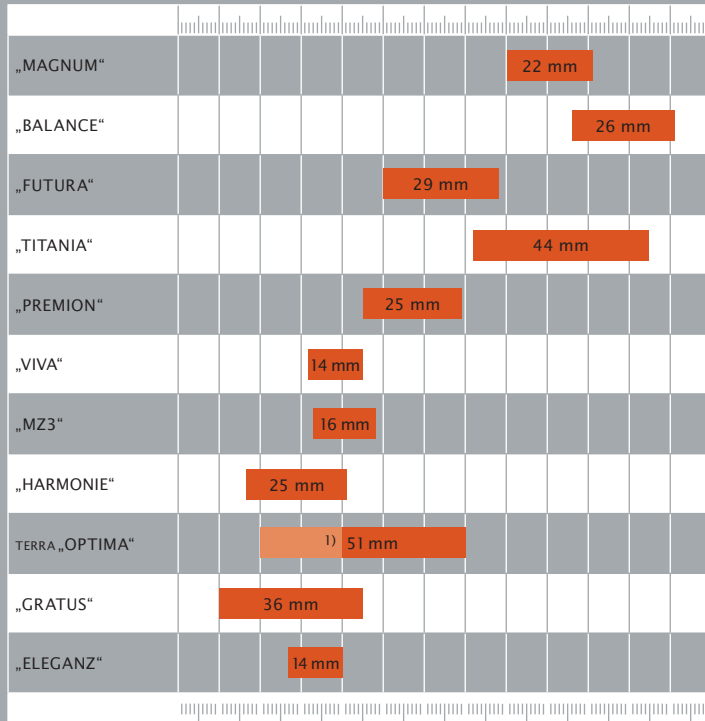 „MAGNUM“ 22 mm
„BALANCE“ 26 mm
„FUTURA“ 29 mm
„TITANIA“ 44 mm
„PREMION“ 25 mm
„VIVA“ 14 mm
„MZ3“ 16 mm
„HARMONIE“ 25 mm
TERRA „OPTIMA“ 1) 51 mm
„GRATUS“ 36 mm
„ELEGANZ“ 14 mm